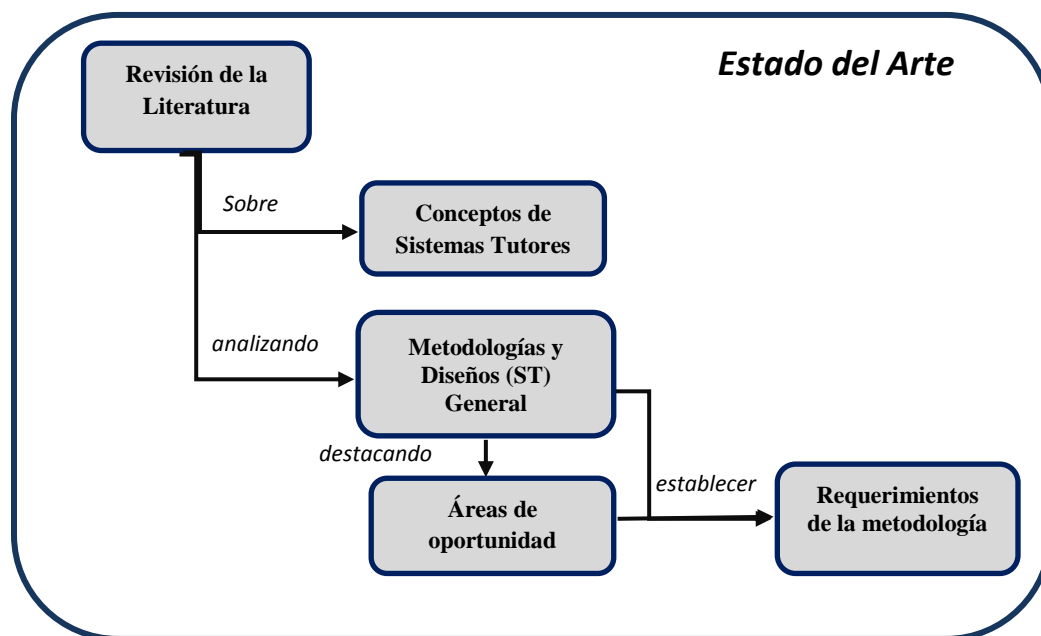 Estado del Arte
Revisión de la
Literatura
Sobre
Conceptos de
Sistemas Tutores
analizando
Metodologías y
Diseños (ST)
General
destacando
Áreas de
oportunidad
establecer
Requerimientos
de la metodología